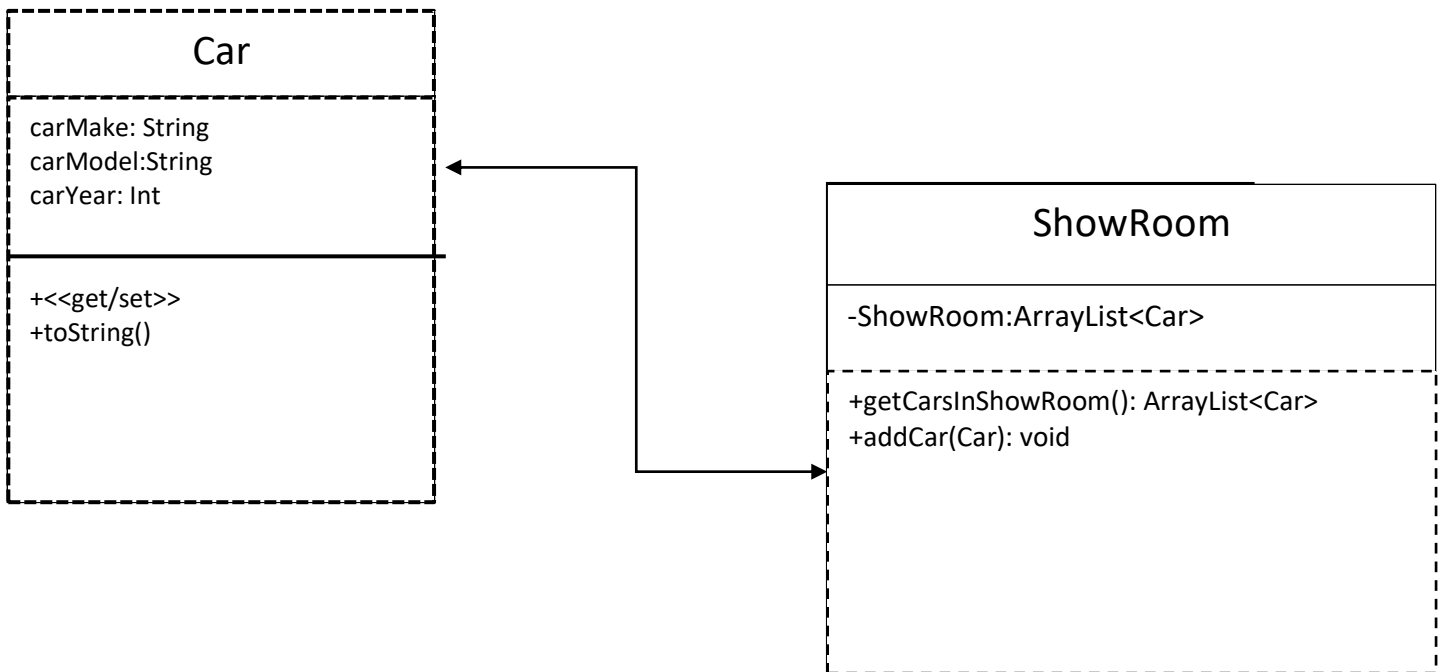 Car
carMake: String
carModel:String
carYear: Int
+<<get/set>>
+toString()
ShowRoom
-ShowRoom:ArrayList<Car>
+getCarsInShowRoom(): ArrayList<Car>
+addCar(Car): void